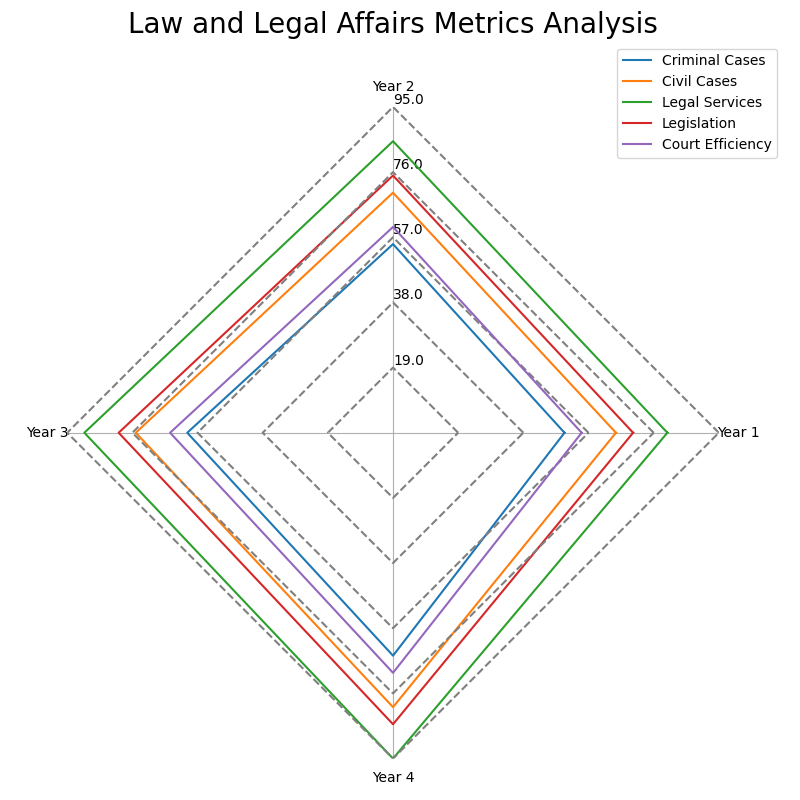 Law and Legal Affairs Metrics Analysis
Criminal Cases
Civil Cases
Legal Services
Legislation
Court Efficiency
Year 2
95.0
76.0
57.0
38.0
19.0
Year 3
Year 1
Year 4